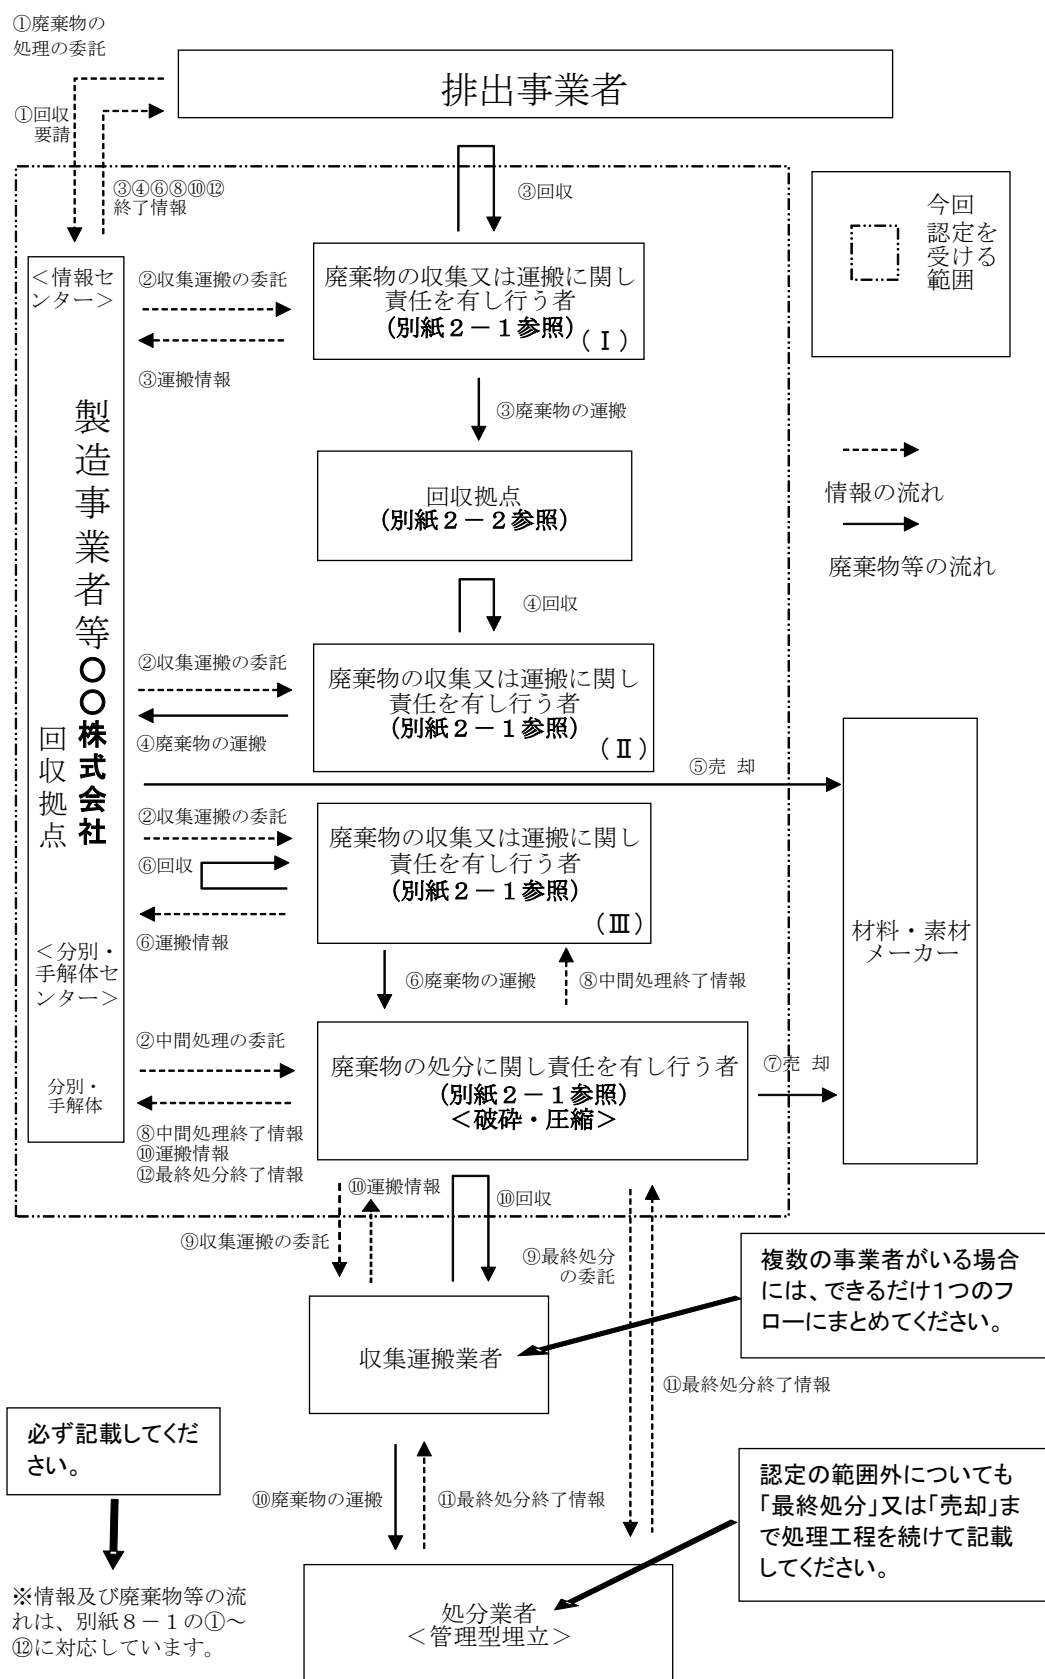 ①廃棄物の
処理の委託
排出事業者
①回収
要請
③④⑥⑧⑩⑫
終了情報
③回収
今回
認定を
受ける
範囲
＜情報セ
ンター＞
②収集運搬の委託
廃棄物の収集又は運搬に関し
責任を有し行う者
(別紙２－１参照)
(Ⅰ)
③運搬情報
③廃棄物の運搬
製造事業者等〇〇株式会社
回収拠点
(別紙２－２参照)
情報の流れ
廃棄物等の流れ
④回収
②収集運搬の委託
廃棄物の収集又は運搬に関し
責任を有し行う者
(別紙２－１参照)
(Ⅱ)
④廃棄物の運搬
回収拠点
⑤売 却
②収集運搬の委託
廃棄物の収集又は運搬に関し
責任を有し行う者
(別紙２－１参照)
(Ⅲ)
⑥回収
⑥運搬情報
材料・素材
メーカー
＜分別・
手解体セ
ンター＞
⑥廃棄物の運搬
⑧中間処理終了情報
②中間処理の委託
廃棄物の処分に関し責任を有し行う者
(別紙２－１参照)
＜破砕・圧縮＞
⑦売 却
分別・
手解体
⑧中間処理終了情報
⑩運搬情報
⑫最終処分終了情報
⑩運搬情報
⑩回収
⑨収集運搬の委託
⑨最終処分
の委託
複数の事業者がいる場合
には、できるだけ１つのフ
ローにまとめてください。
収集運搬業者
⑪最終処分終了情報
必ず記載してくだ
さい。
⑩廃棄物の運搬
⑪最終処分終了情報
認定の範囲外についても
「最終処分」又は「売却」ま
で処理工程を続けて記載
してください。
※情報及び廃棄物等の流
れは、別紙８－１の①～
⑫に対応しています。
処分業者
＜管理型埋立＞